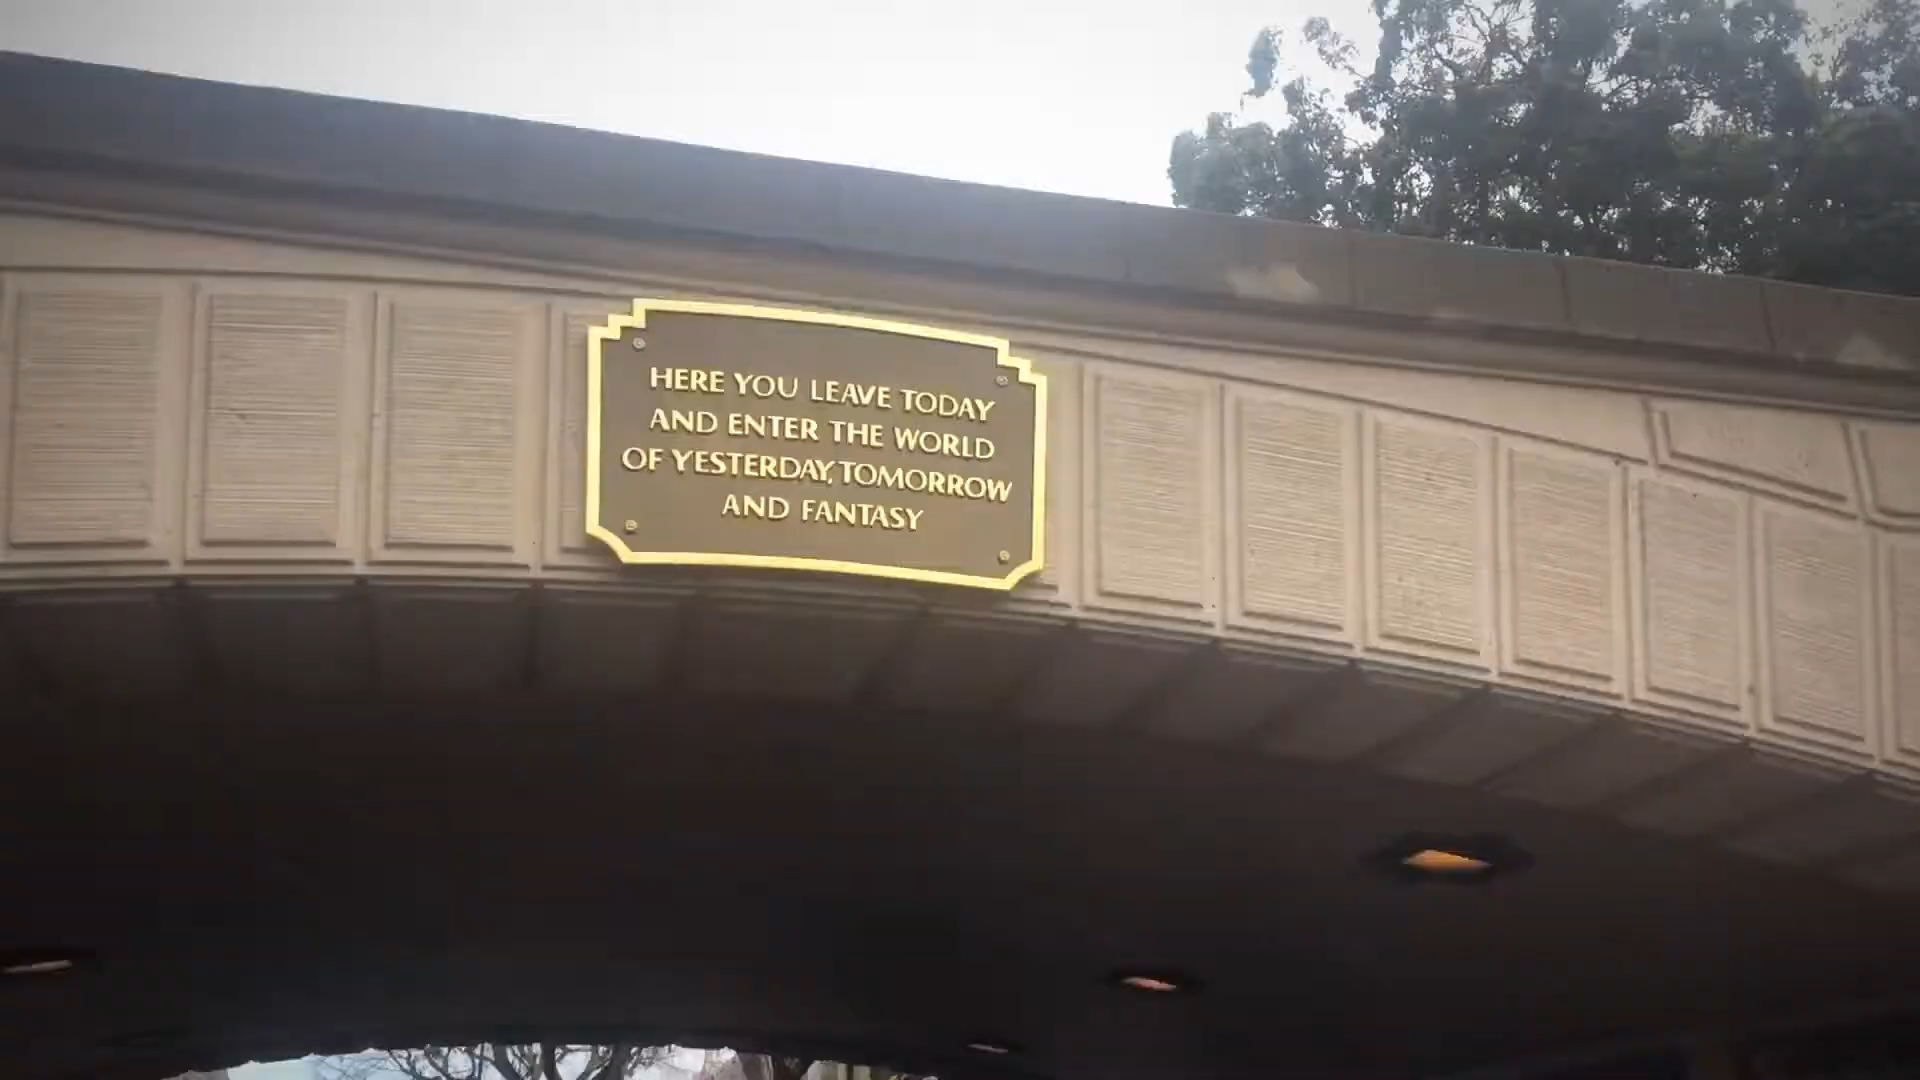 HERE YOU LEAVE TODAY
AND ENTER THE WORLD
OF YESTERDAY, TOMORROW
AND FANTASY